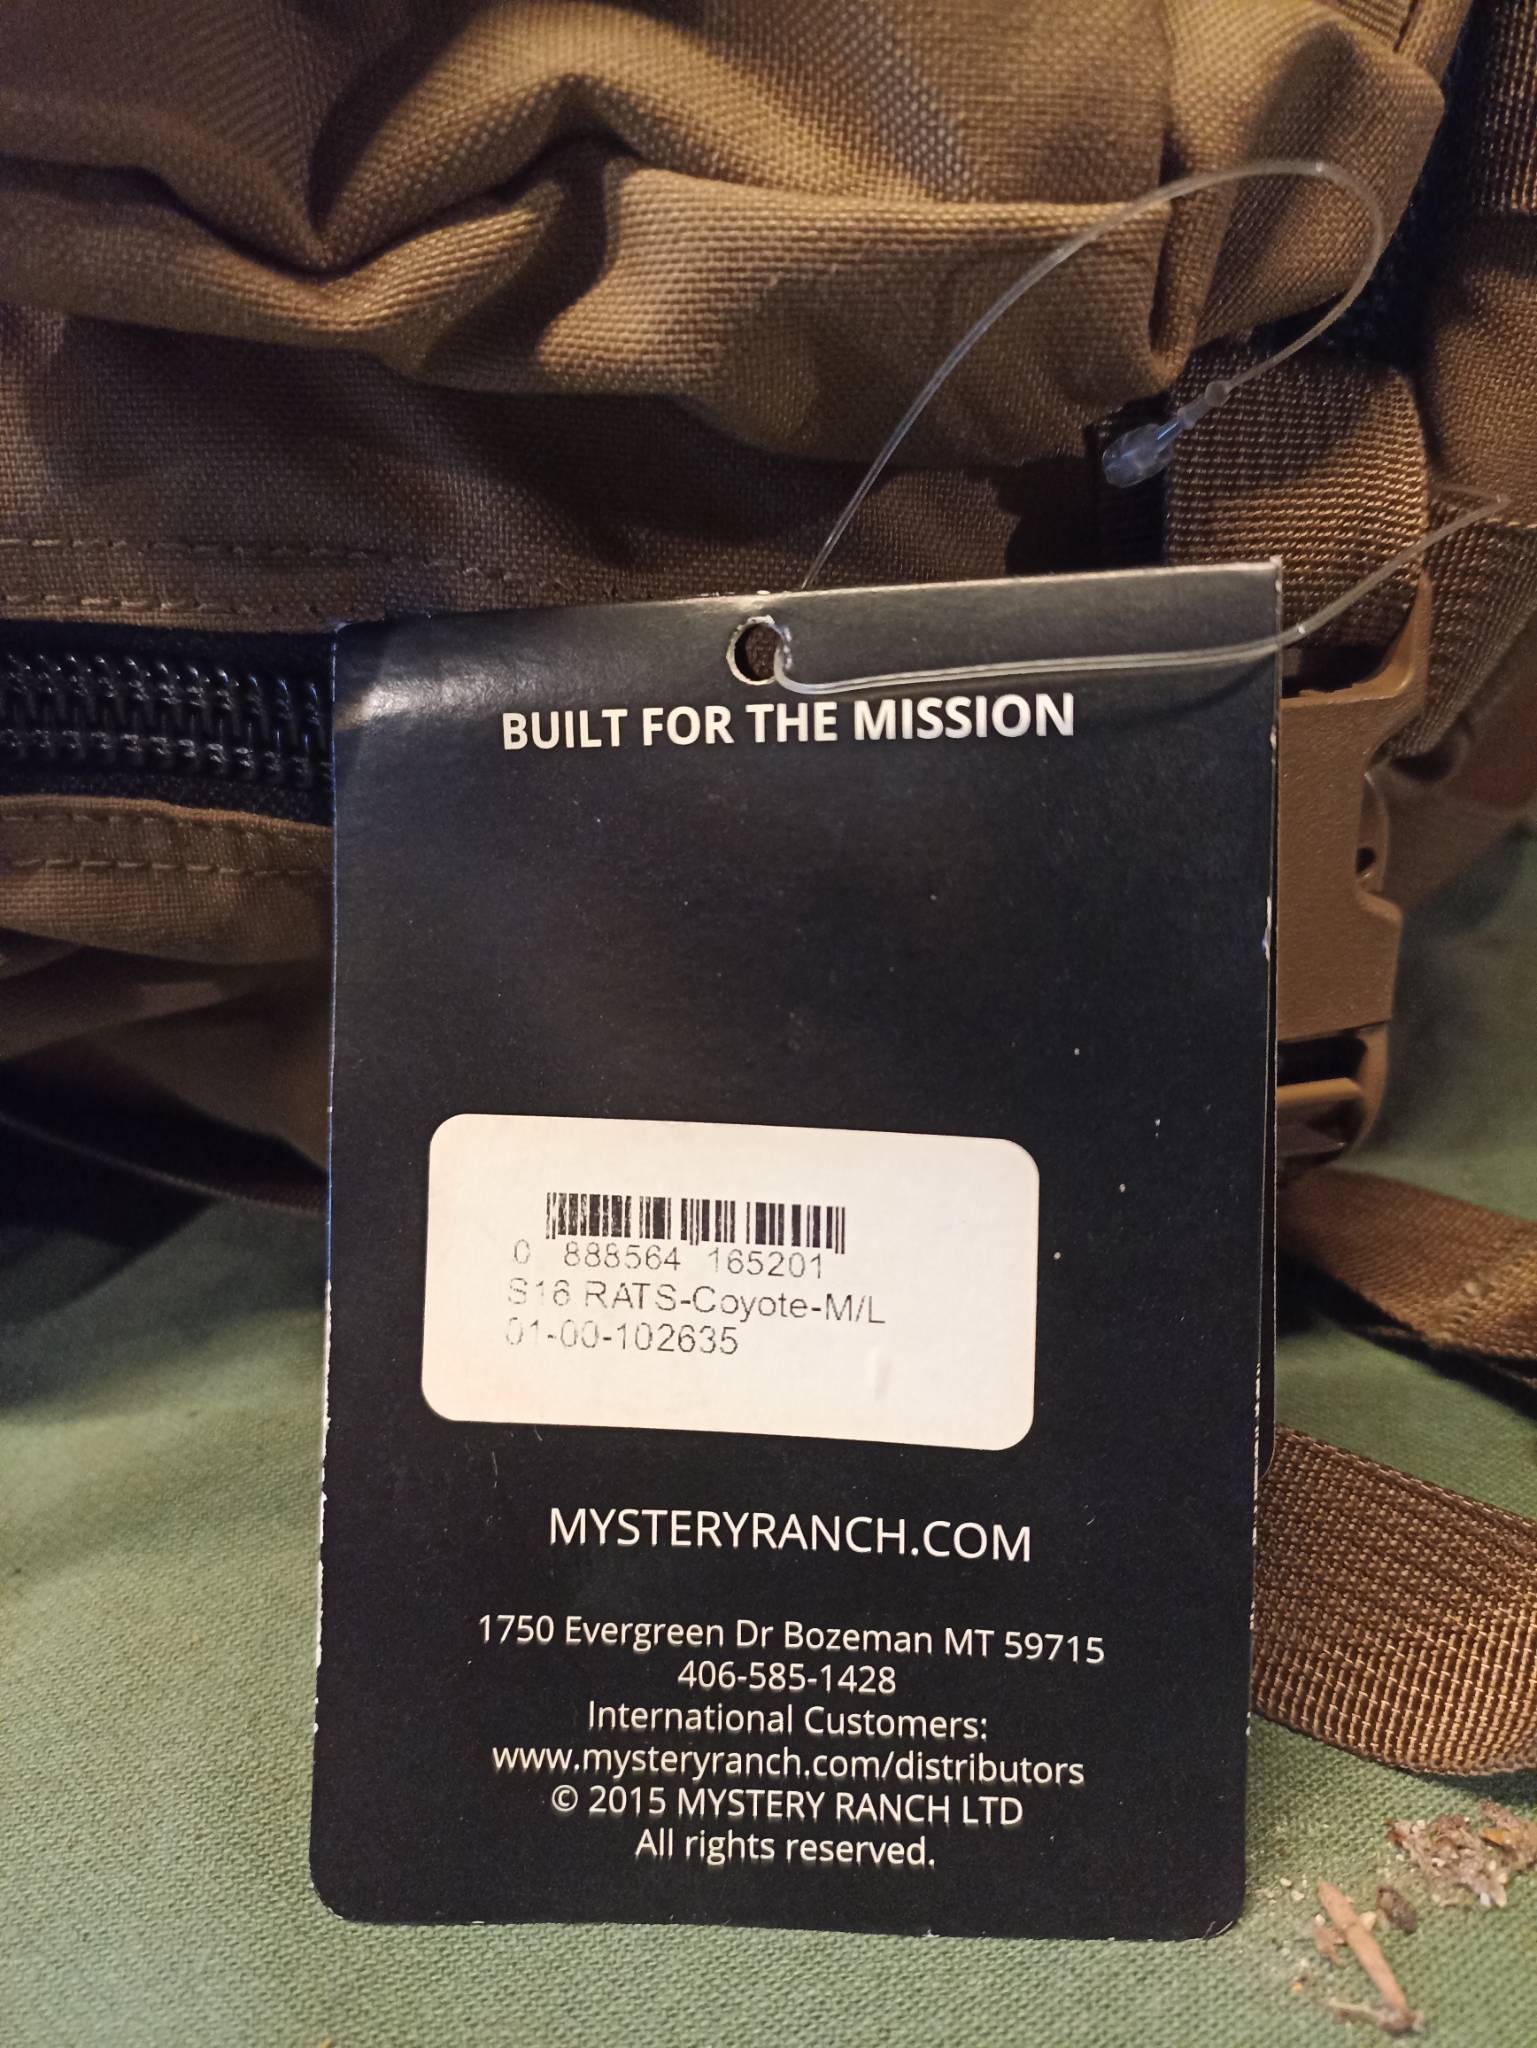 BUILT FOR THE MISSION
0 888564 165201
S16 RATS-Coyote-M/L
01-00-102635
MYSTERYRANCH.COM
1750 Evergreen Dr Bozeman MT 59715
406-585-1428
International Customers:
www.mysteryranch.com/distributors
© 2015 MYSTERY RANCH LTD
All rights reserved.